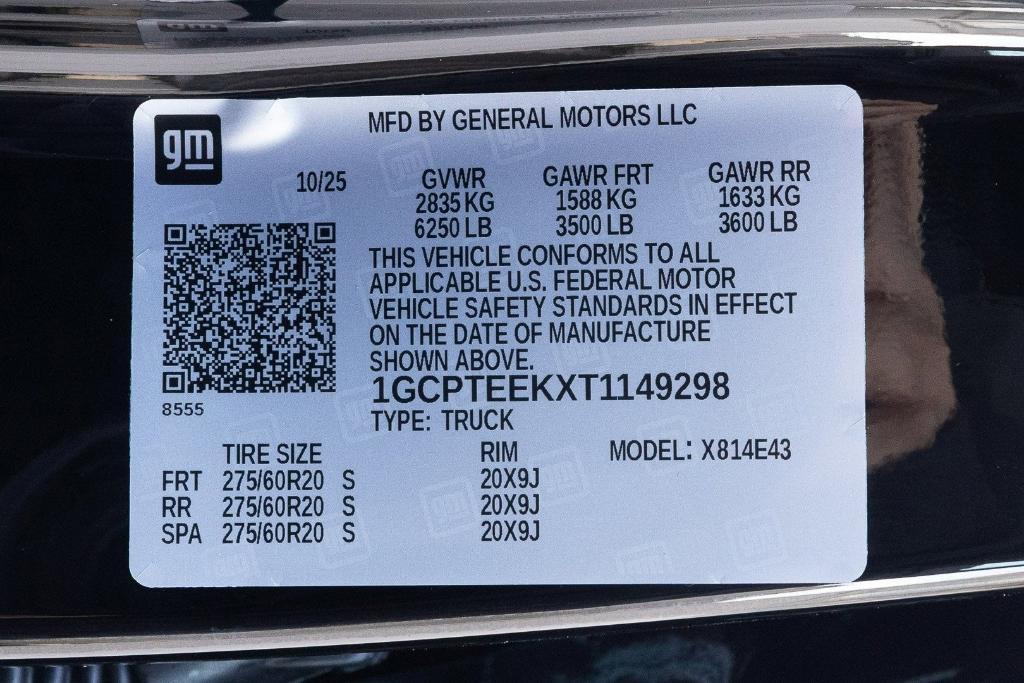 MFD BY GENERAL MOTORS LLC
gm
10/25
GVWR GAWR FRT GAWR RR
2835 KG 1588 KG 1633 KG
6250 LB 3500 LB 3600 LB
THIS VEHICLE CONFORMS TO ALL
APPLICABLE U.S. FEDERAL MOTOR
VEHICLE SAFETY STANDARDS IN EFFECT
ON THE DATE OF MANUFACTURE
SHOWN ABOVE.
1GCPTEEKXT1149298
8555
TYPE: TRUCK
TIRE SIZE RIM MODEL: X814E43
FRT 275/60R20 S 20X9J
RR 275/60R20 S 20X9J
SPA 275/60R20 S 20X9J